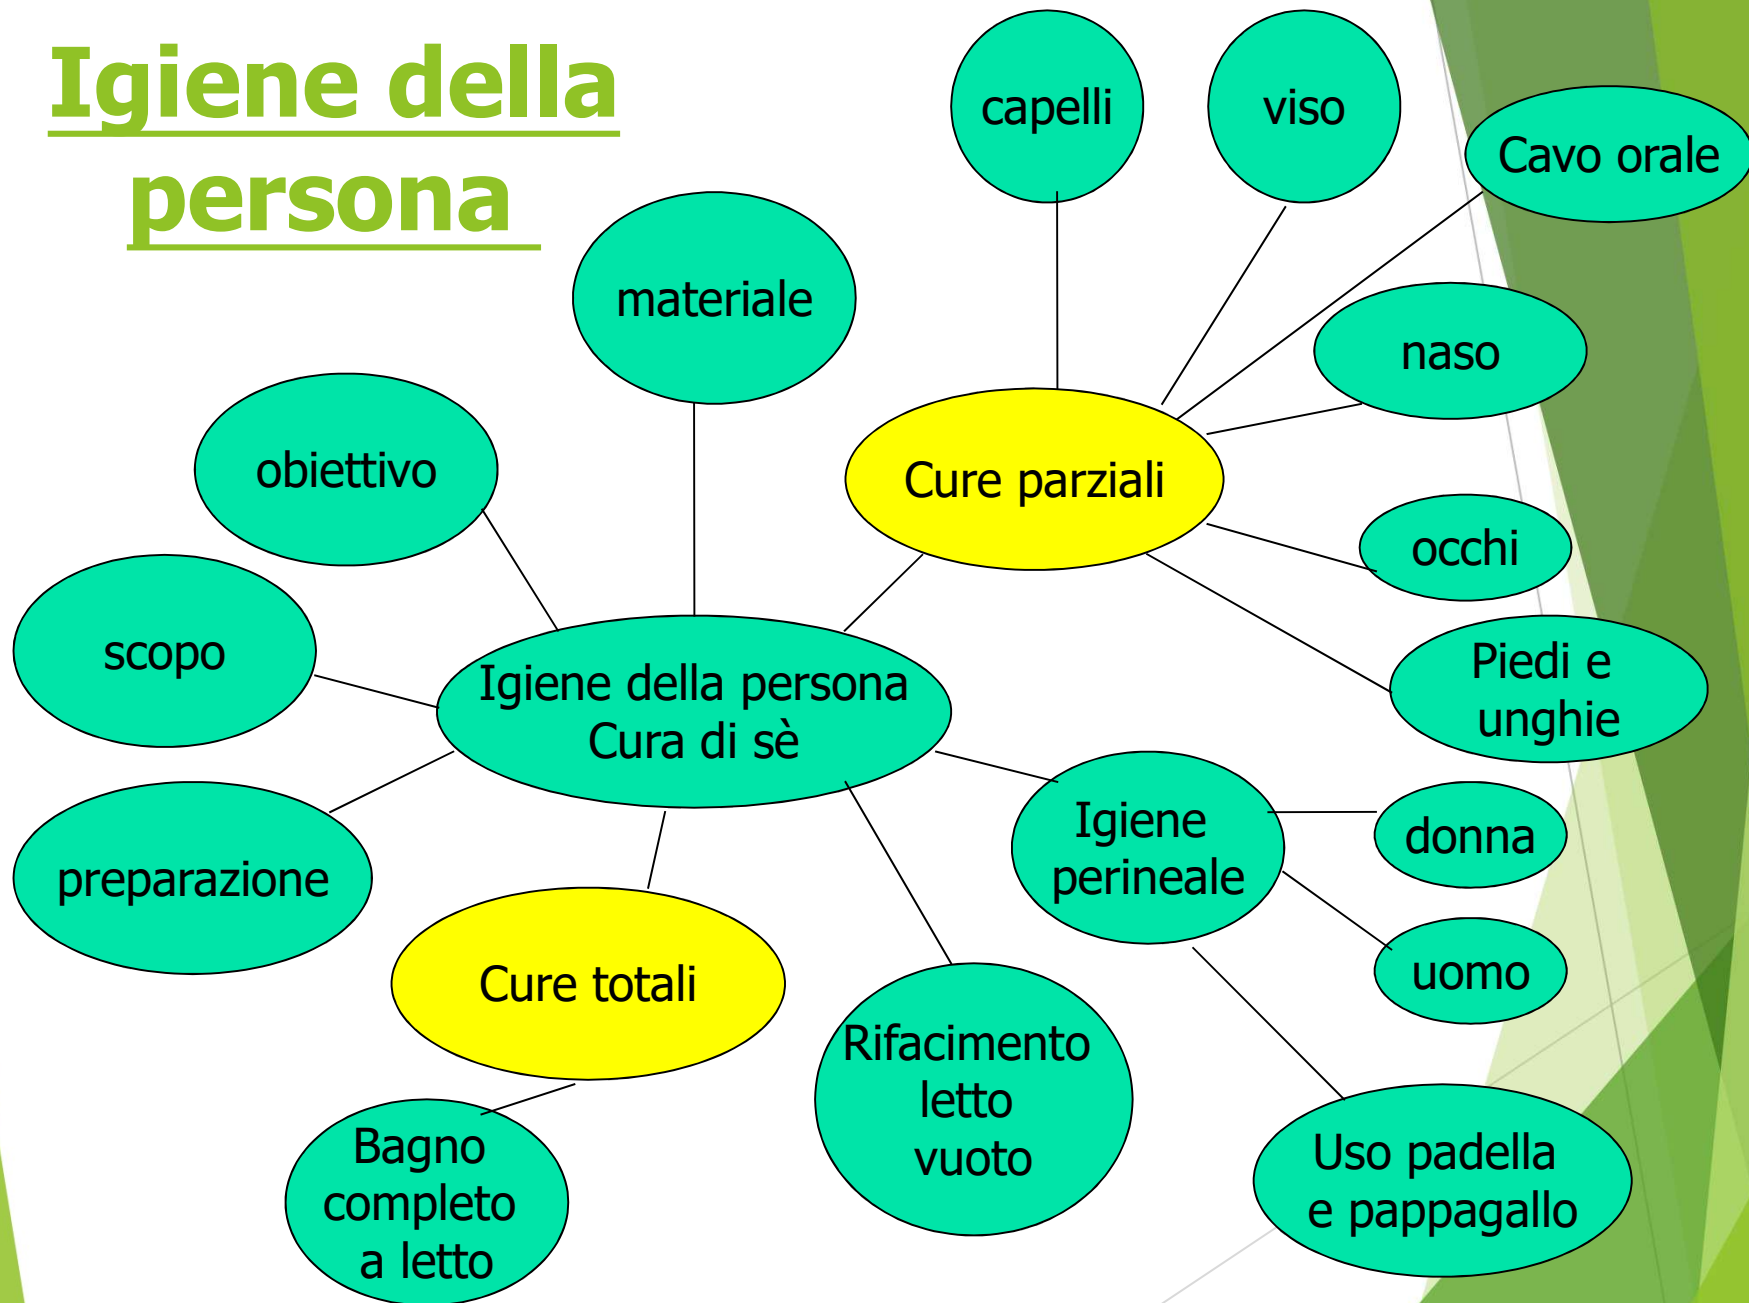 Igiene della
persona
capelli
viso
Cavo orale
materiale
naso
obiettivo
Cure parziali
occhi
scopo
Igiene della persona
Cura di sè
Piedi e
unghie
preparazione
Igiene
perineale
donna
uomo
Cure totali
Rifacimento
letto
vuoto
Bagno
completo
a letto
Uso padella
e pappagallo